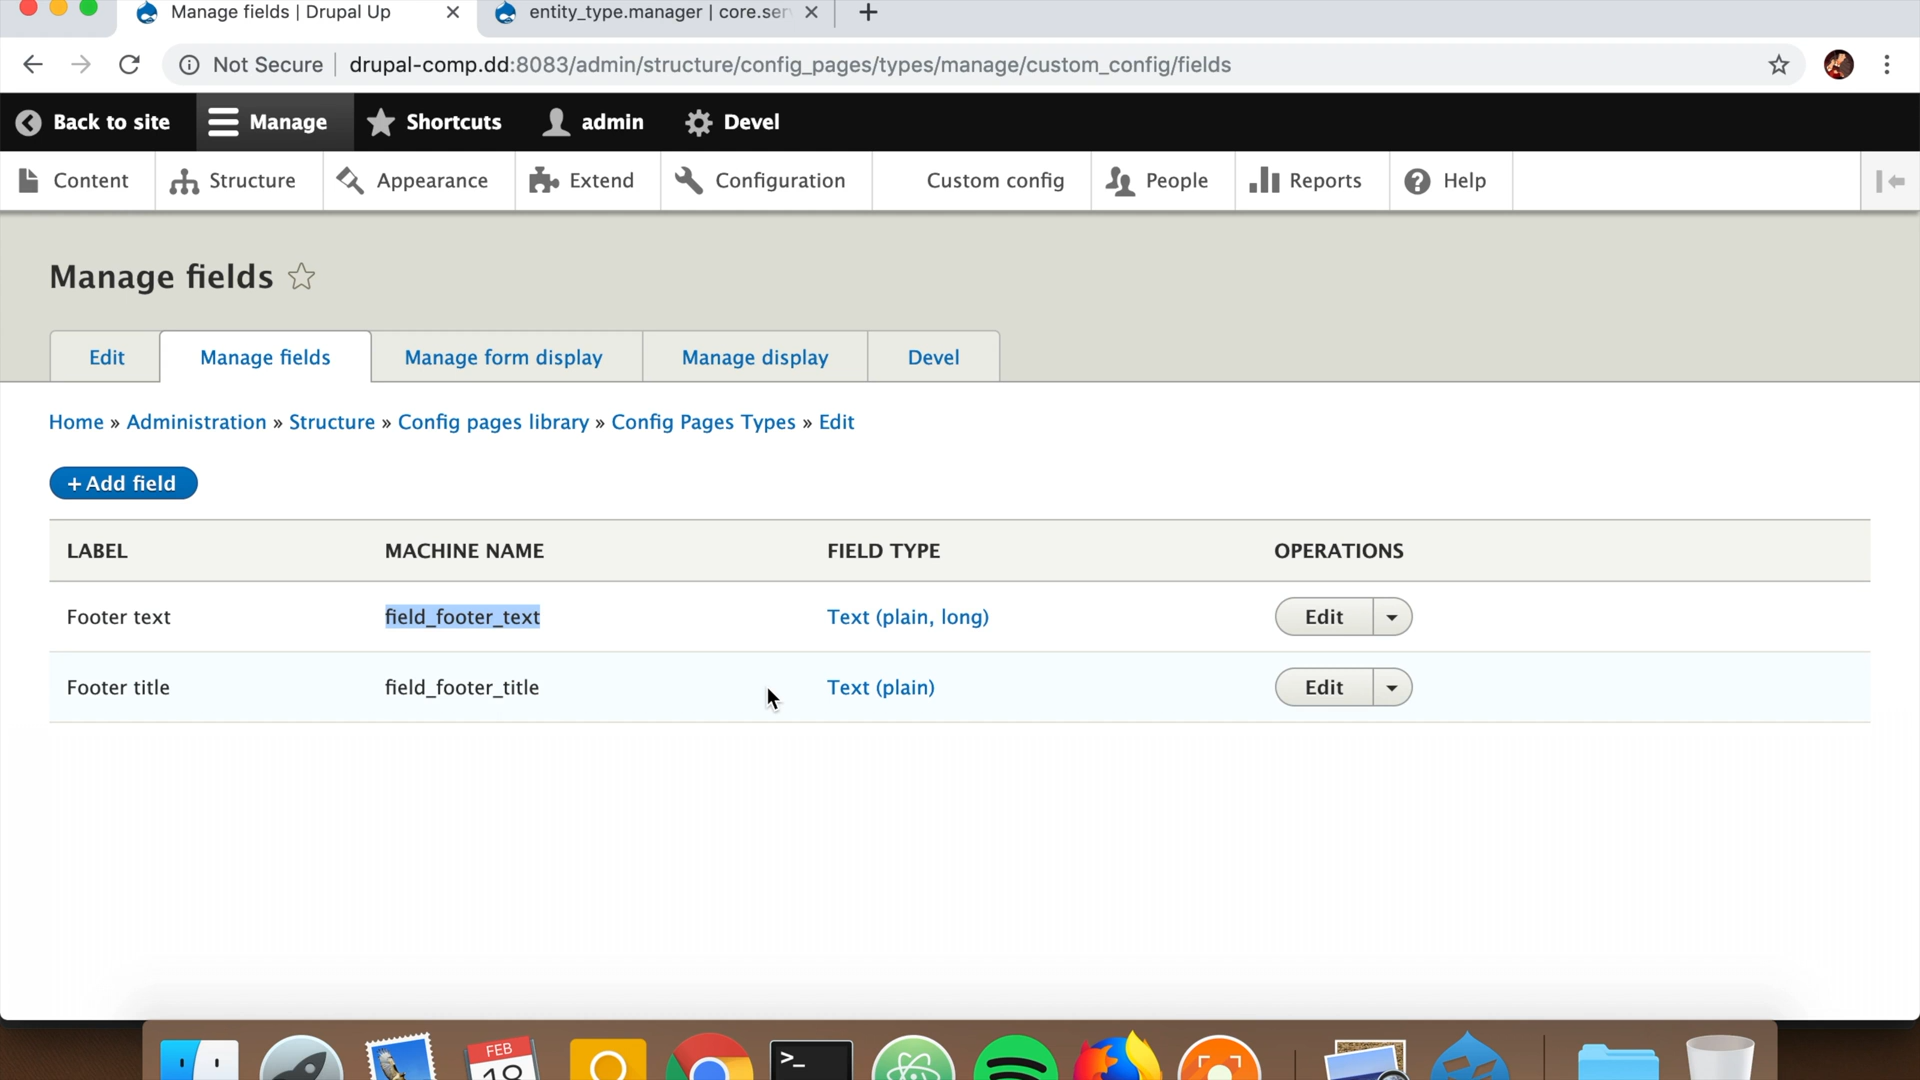 Manage fields | Drupal Up
entity_type.manager | core.ser
Not Secure
drupal-comp.dd:8083/admin/structure/config_pages/types/manage/custom_config/fields
Back to site
Manage
Shortcuts
admin
Devel
Content
Structure
Appearance
Extend
Configuration
Custom config
People
Reports
Help
Manage fields
Edit
Manage fields
Manage form display
Manage display
Devel
Home » Administration » Structure » Config pages library » Config Pages Types » Edit
+ Add field
LABEL MACHINE NAME FIELD TYPE OPERATIONS
Footer text field_footer_text Text (plain, long) Edit
Footer title field_footer_title Text (plain) Edit
FEB